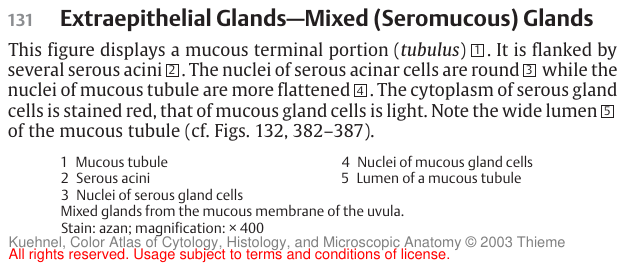 131 Extraepithelial Glands—Mixed (Seromucous) Glands
This figure displays a mucous terminal portion (tubulus) 1. It is flanked by
several serous acini 2. The nuclei of serous acinar cells are round 3 while the
nuclei of mucous tubule are more flattened 4. The cytoplasm of serous gland
cells is stained red, that of mucous gland cells is light. Note the wide lumen 5
of the mucous tubule (cf. Figs. 132, 382–387).
1 Mucous tubule
2 Serous acini
3 Nuclei of serous gland cells
4 Nuclei of mucous gland cells
5 Lumen of a mucous tubule
Mixed glands from the mucous membrane of the uvula.
Stain: azan; magnification: × 400
Kuehnel, Color Atlas of Cytology, Histology, and Microscopic Anatomy © 2003 Thieme
All rights reserved. Usage subject to terms and conditions of license.